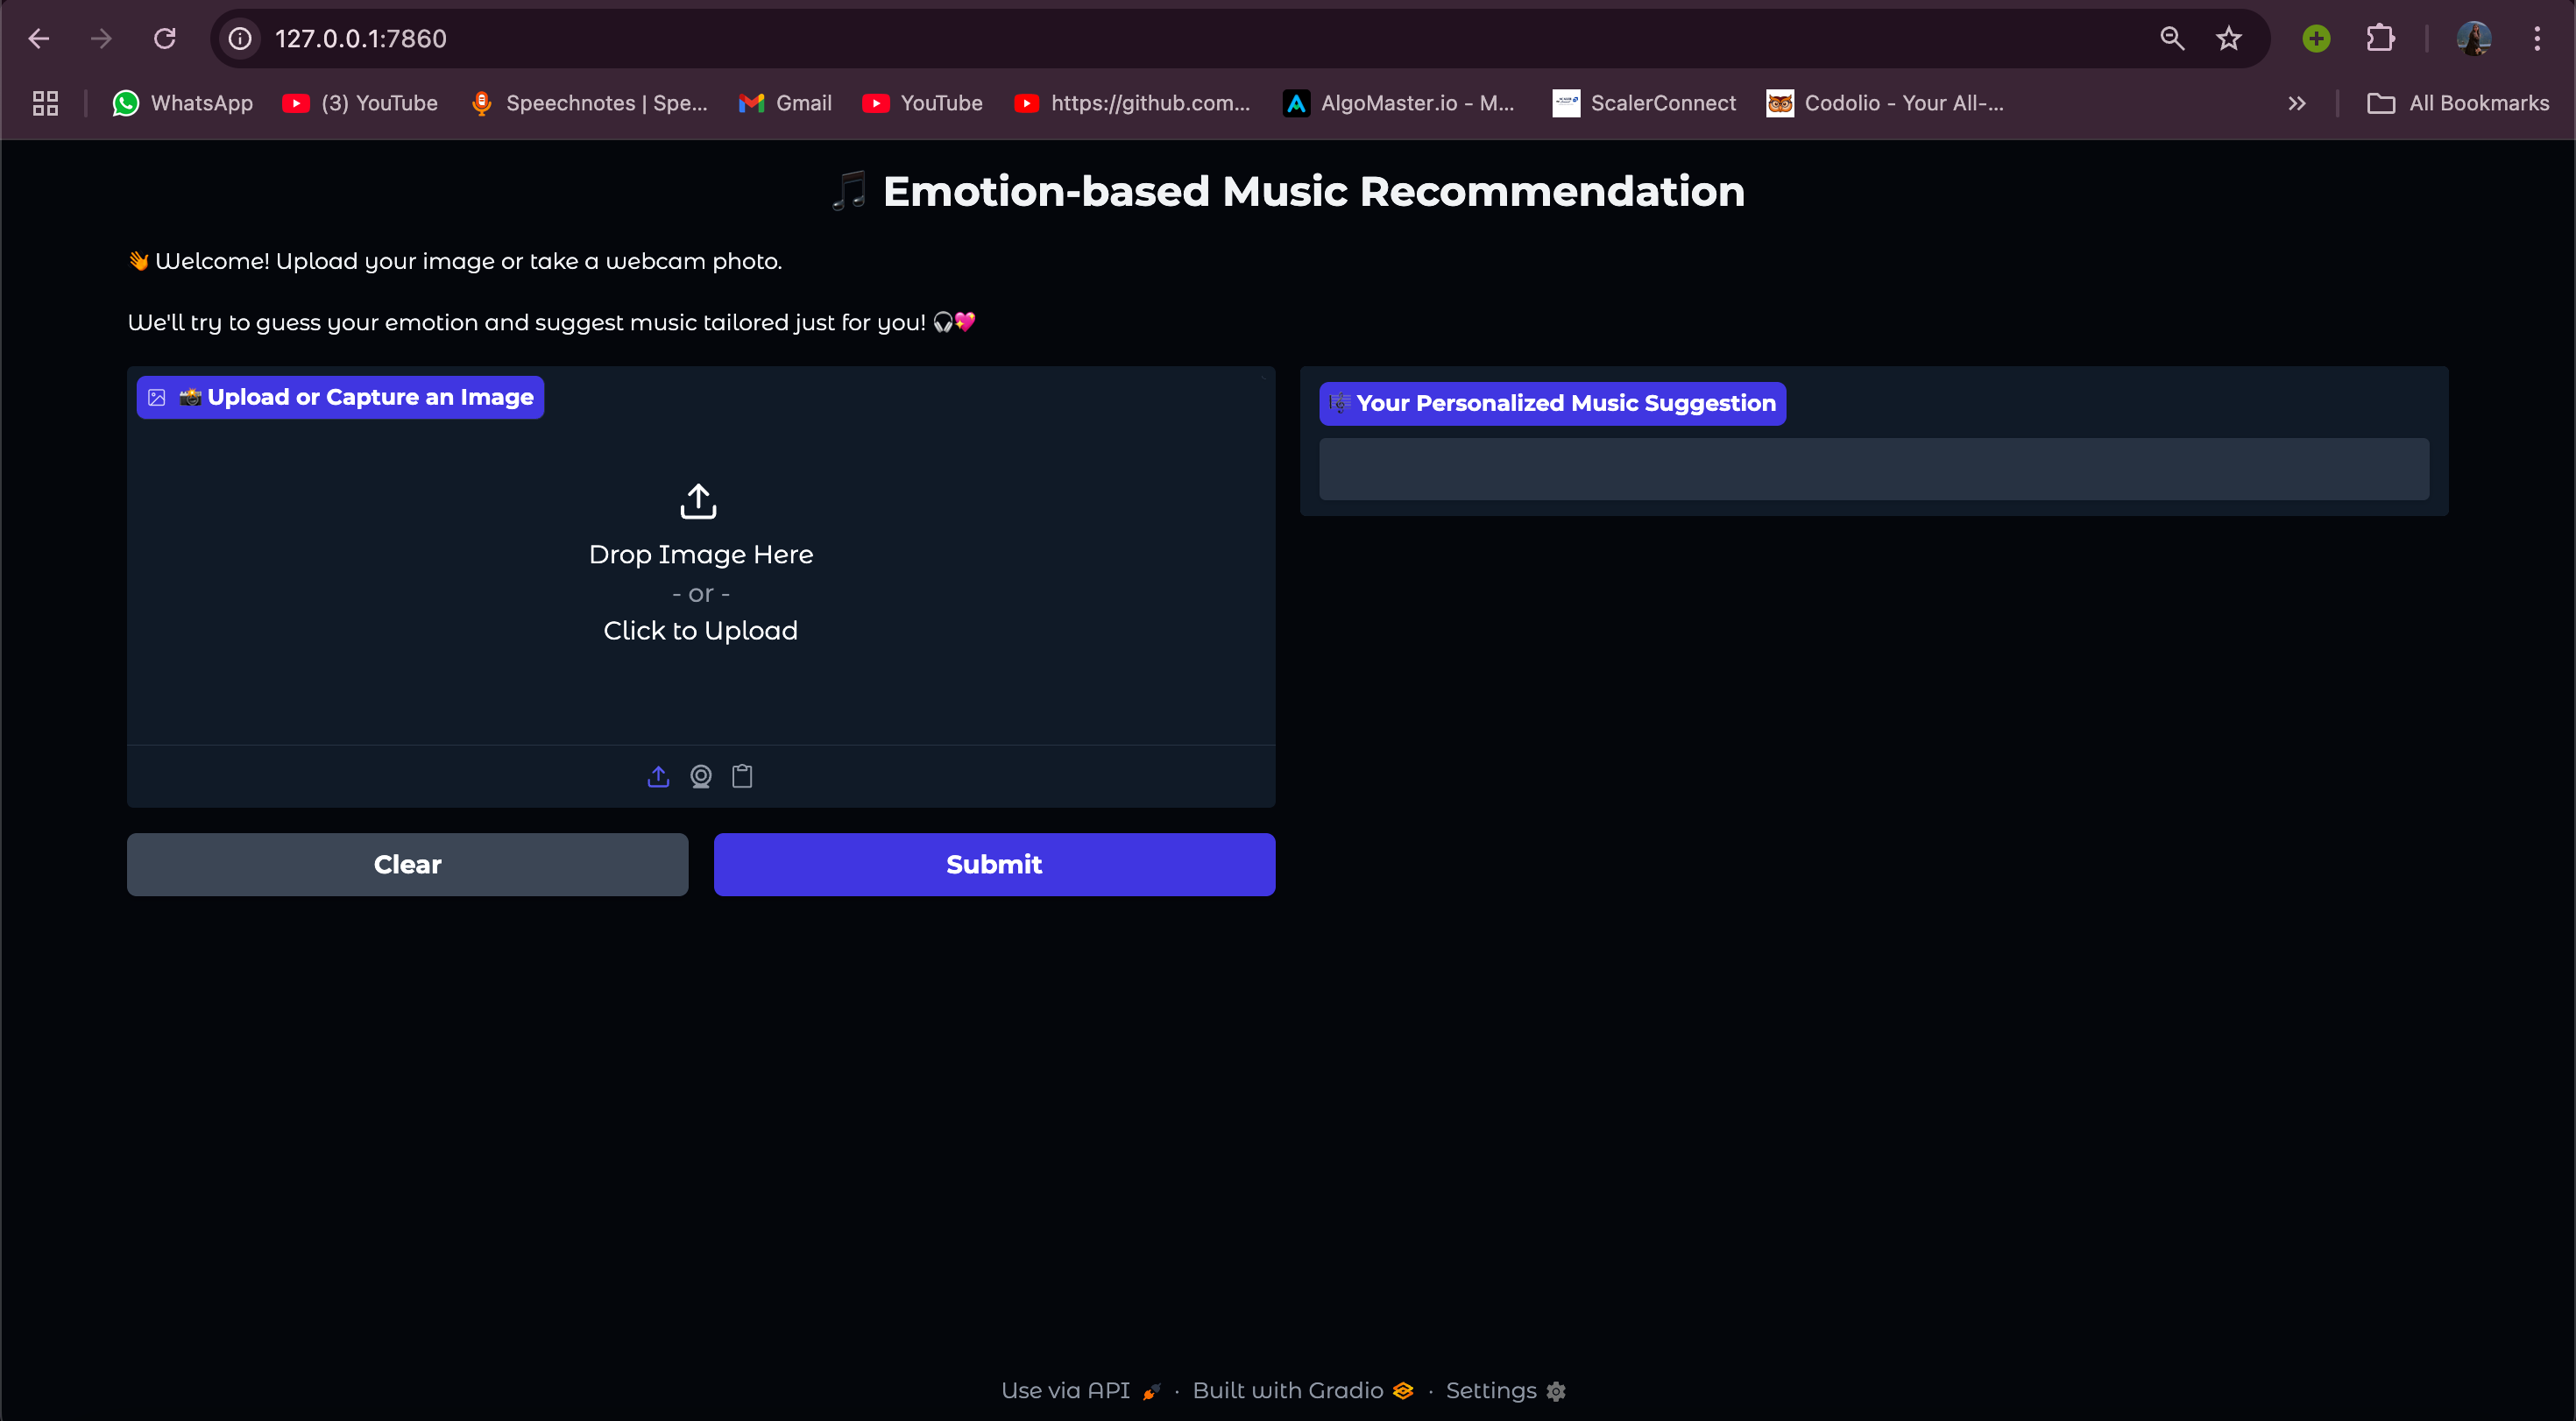 127.0.0.1:7860
WhatsApp
(3) YouTube
Speechnotes | Spe...
Gmail
YouTube
https://github.com...
AlgoMaster.io - M...
ScalerConnect
Codolio - Your All-...
All Bookmarks
🎵 Emotion-based Music Recommendation
👋 Welcome! Upload your image or take a webcam photo.
We'll try to guess your emotion and suggest music tailored just for you! 🎧💖
📸 Upload or Capture an Image
Drop Image Here
- or -
Click to Upload
Clear
Submit
🎼 Your Personalized Music Suggestion
Use via API 🚀 · Built with Gradio · Settings ⚙️